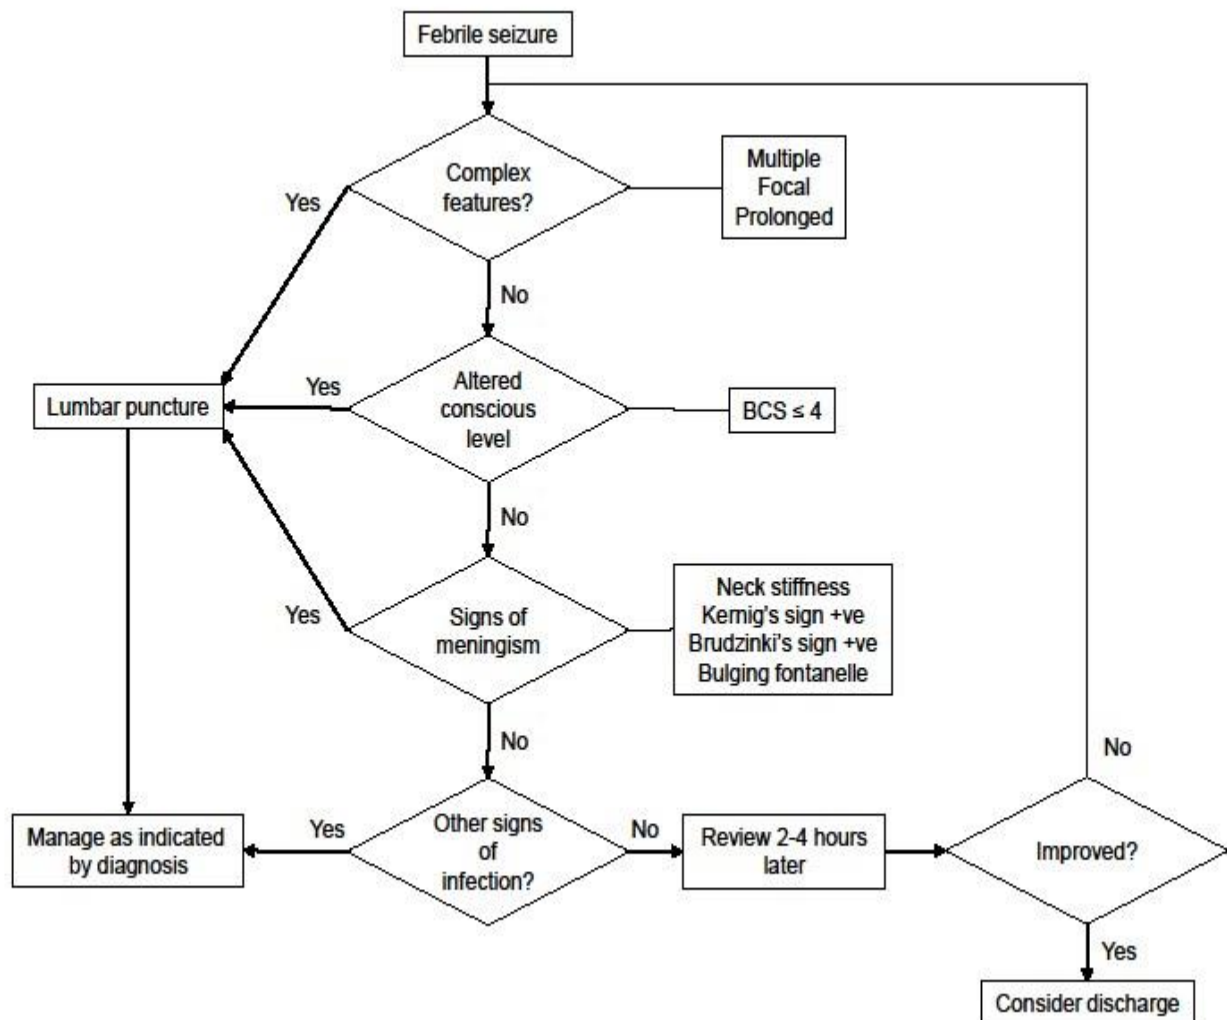 Febrile seizure
Complex
features?
Multiple
Focal
Prolonged
Yes
No
Lumbar puncture
Yes
Altered
conscious
level
BCS ≤ 4
No
Yes
Signs of
meningism
Neck stiffness
Kernig's sign +ve
Brudzinki's sign +ve
Bulging fontanelle
No
No
Manage as indicated
by diagnosis
Yes
Other signs
of
infection?
No
Review 2-4 hours
later
Improved?
Yes
Consider discharge